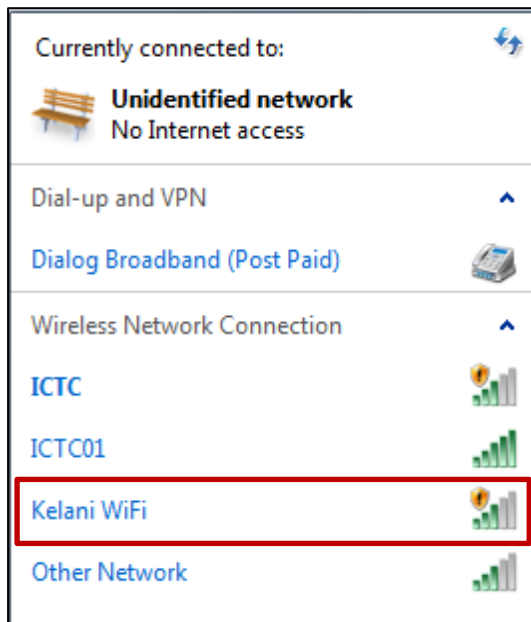 Currently connected to:
Unidentified network
No Internet access
Dial-up and VPN
Dialog Broadband (Post Paid)
Wireless Network Connection
ICTC
ICTC01
Kelani WiFi
Other Network